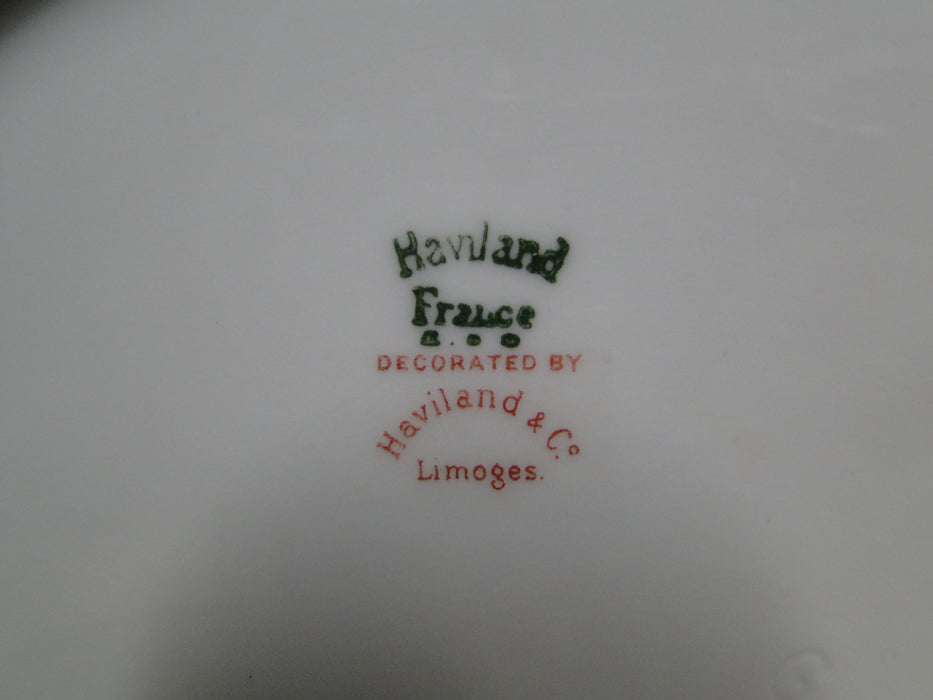 Haviland
France
DECORATED BY
Haviland & Co.
Limoges.